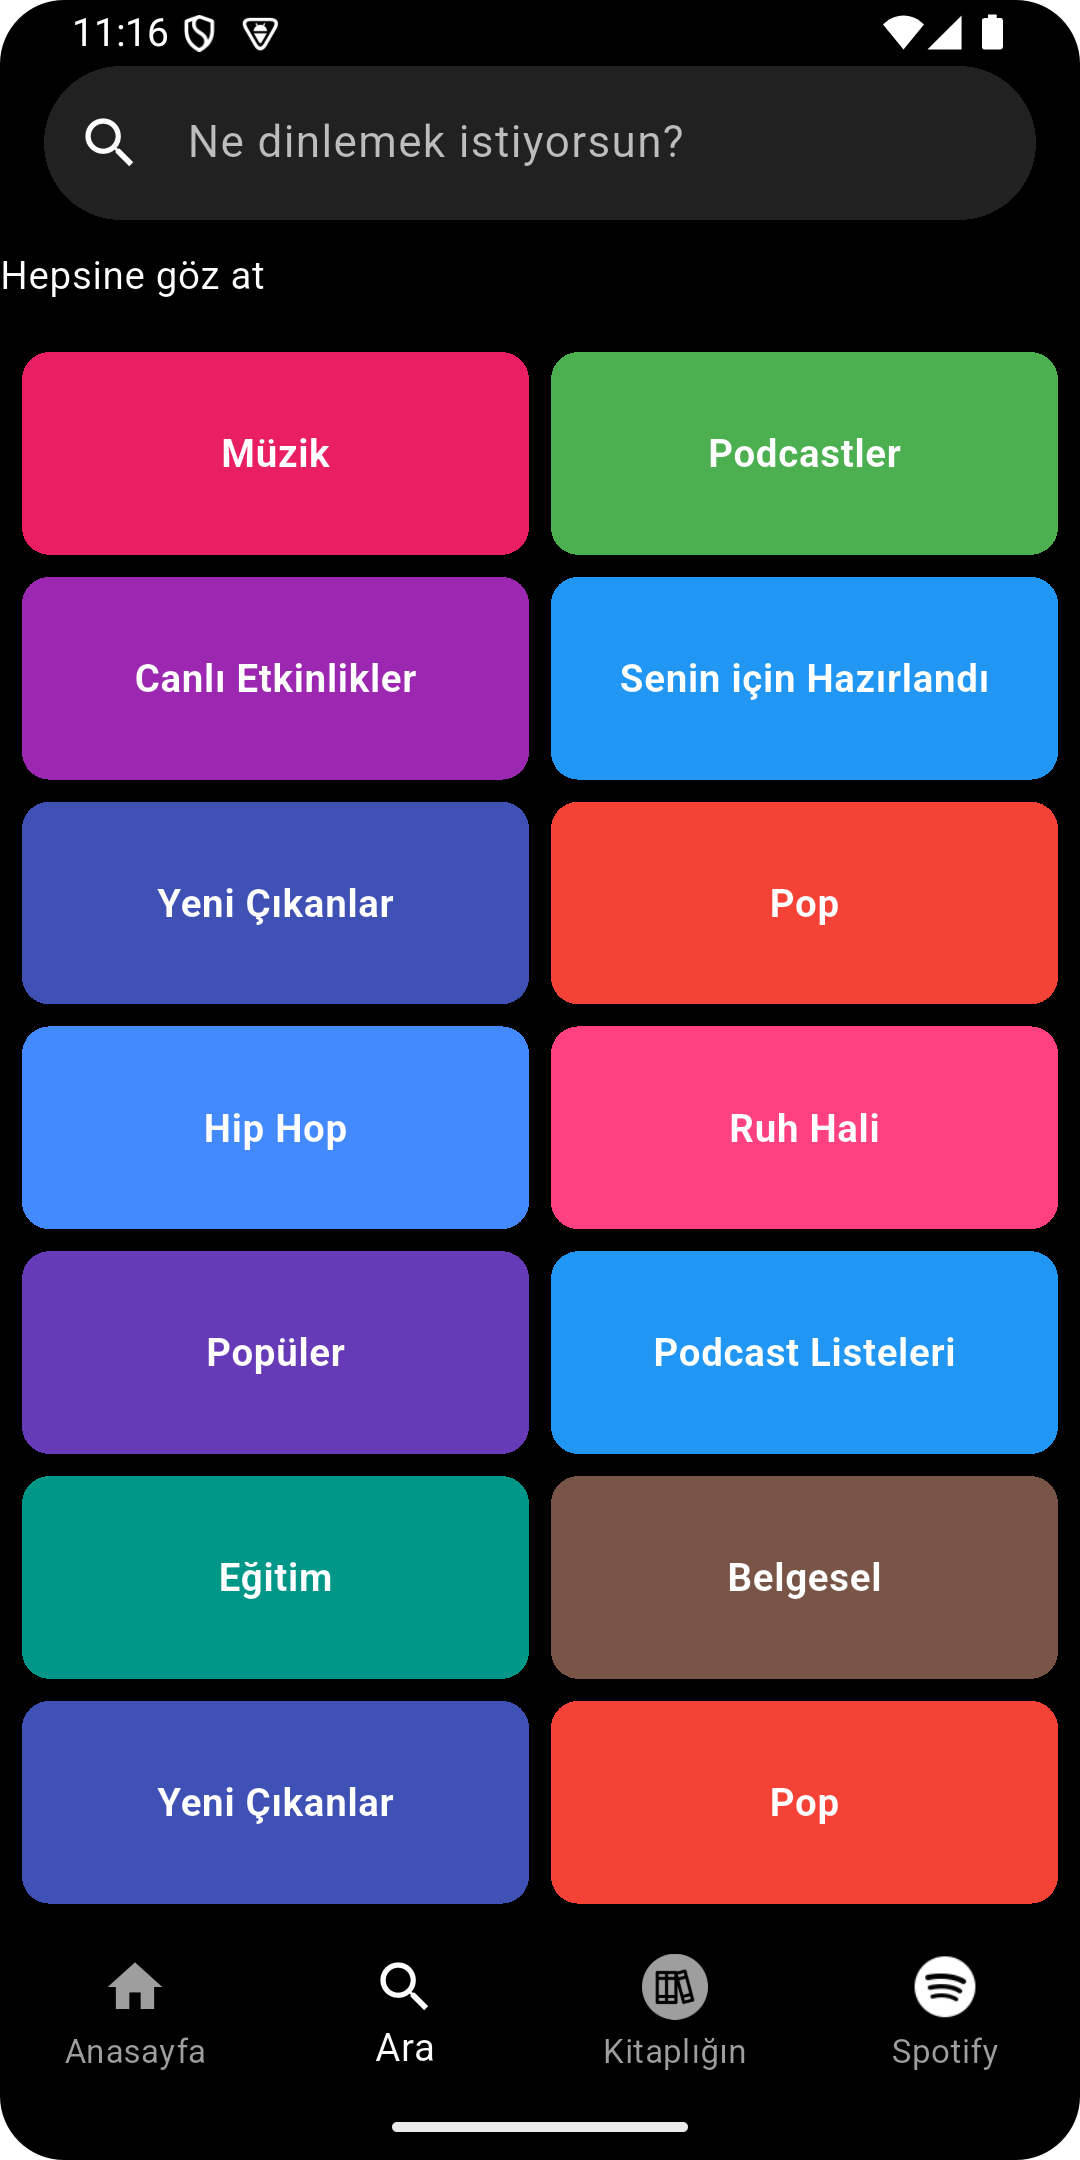 11:16
Ne dinlemek istiyorsun?
Hepsine göz at
Müzik
Podcastler
Canlı Etkinlikler
Senin için Hazırlandı
Yeni Çıkanlar
Pop
Hip Hop
Ruh Hali
Popüler
Podcast Listeleri
Eğitim
Belgesel
Yeni Çıkanlar
Pop
Anasayfa
Ara
Kitaplığın
Spotify